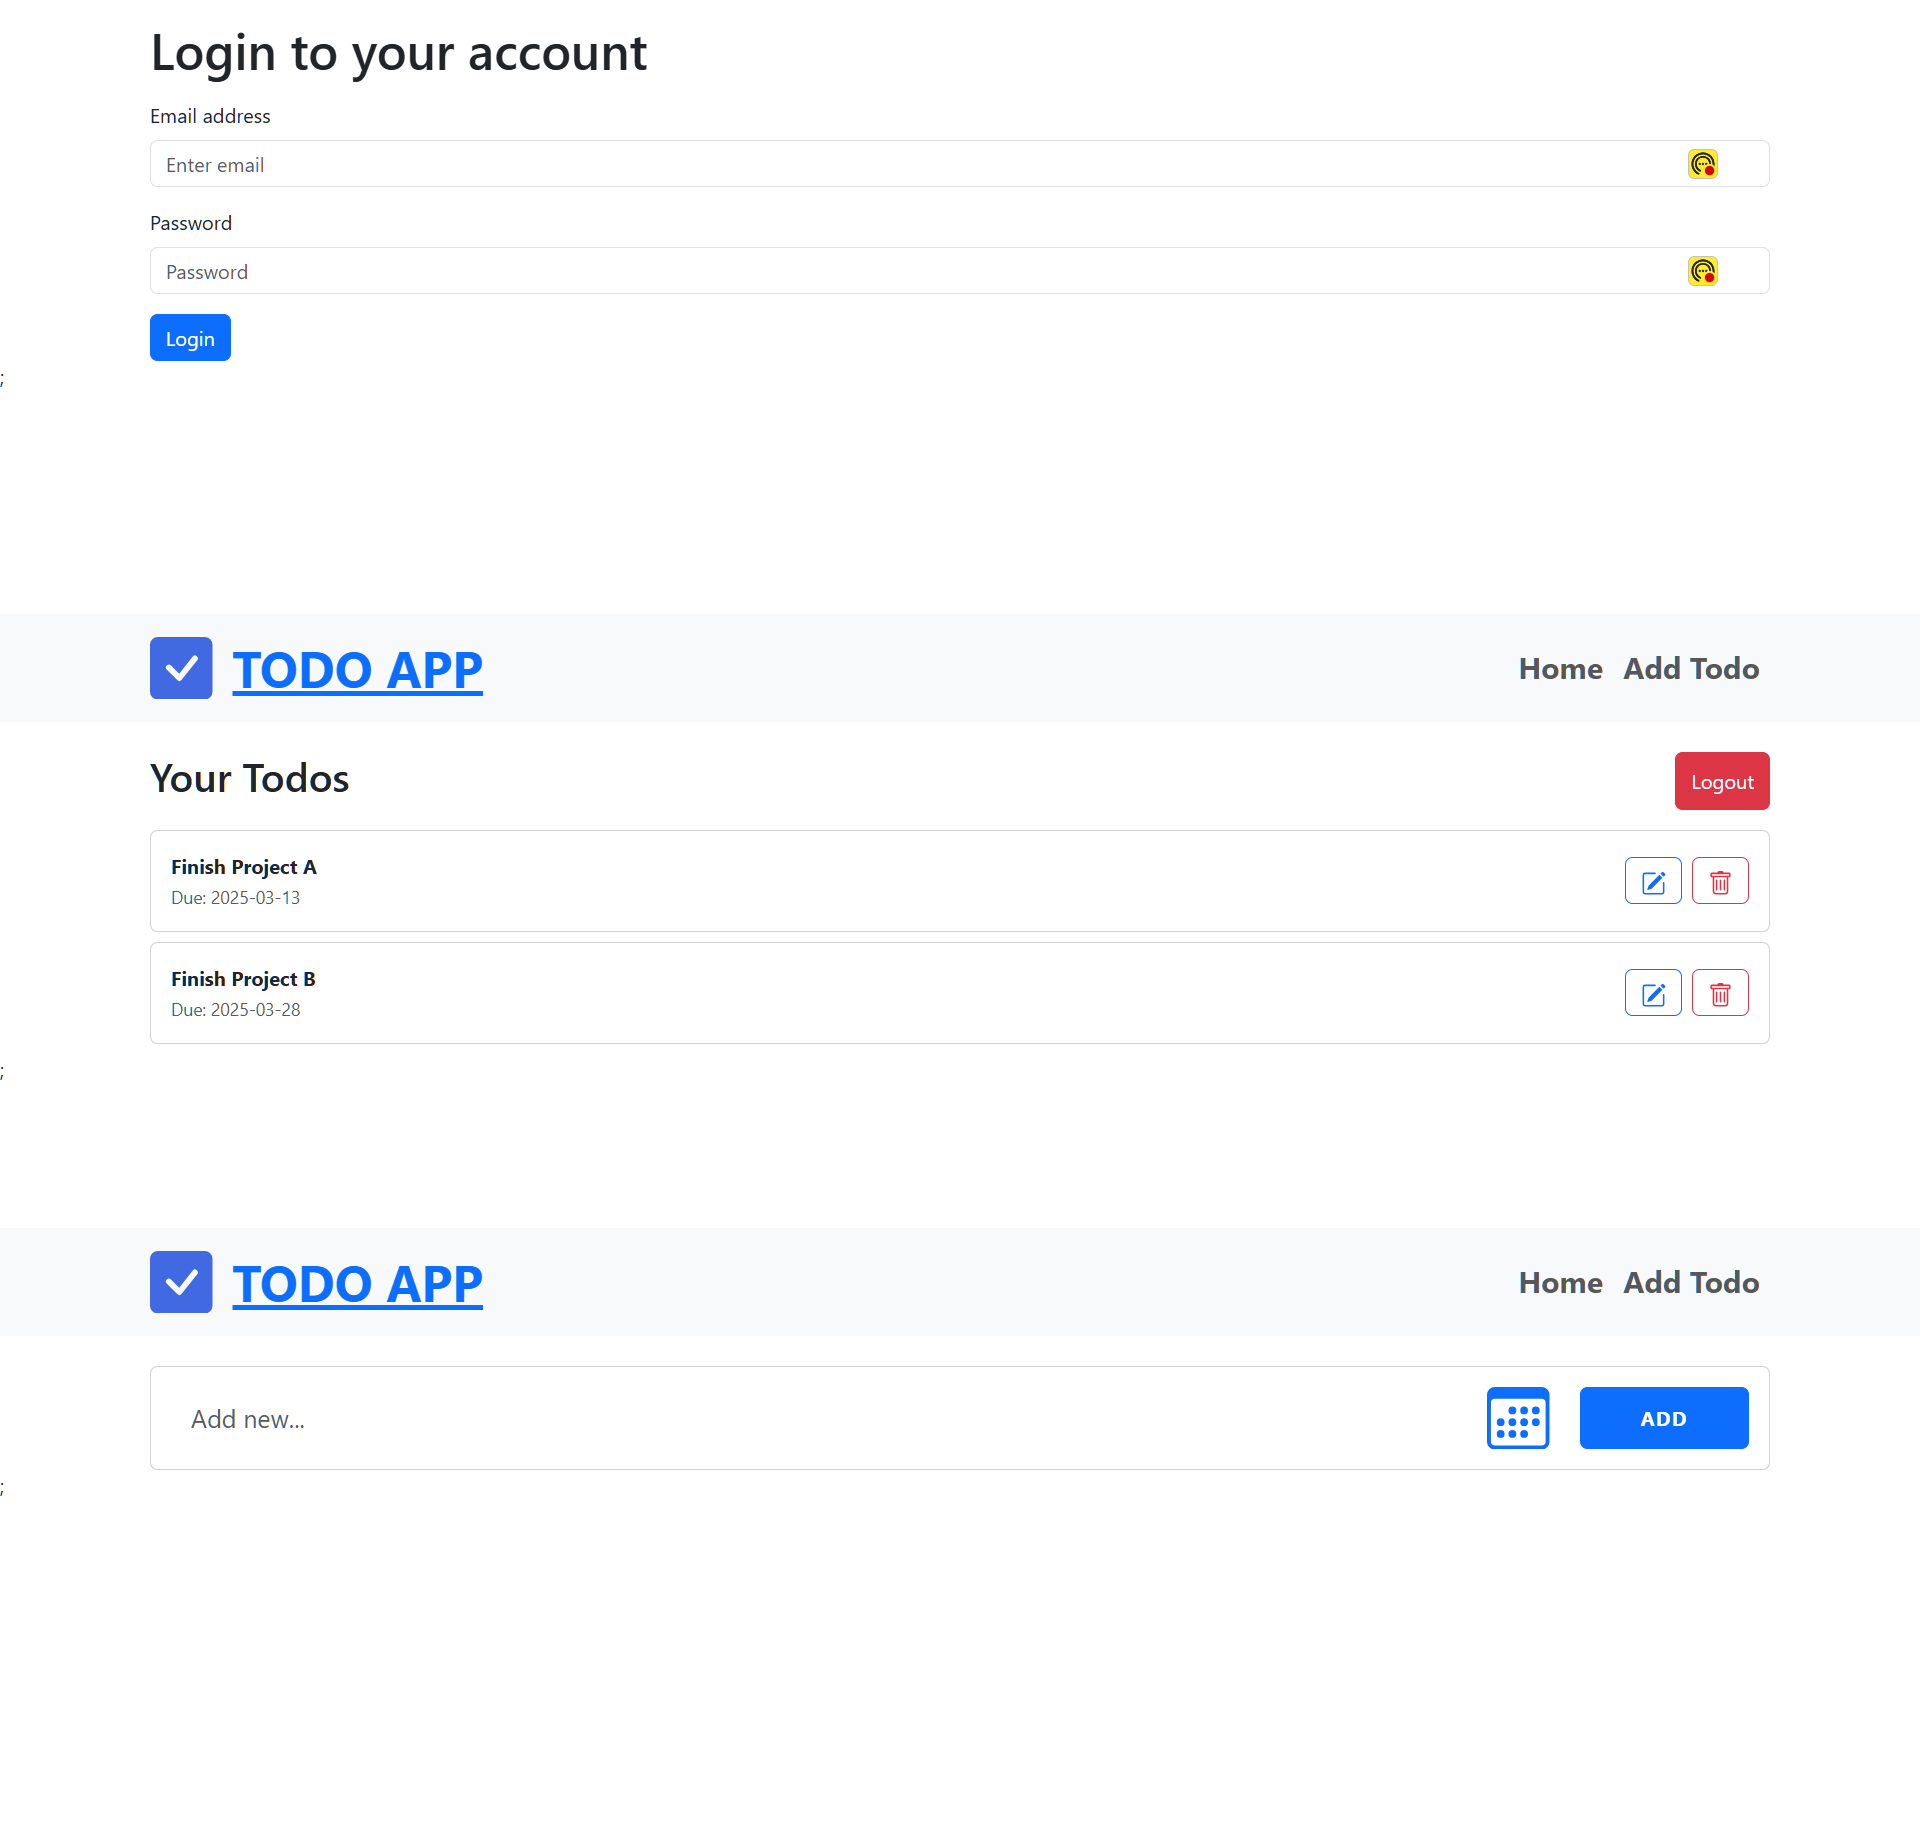 Login to your account
Email address
Enter email
Password
Password
Login
;
TODO APP
Home Add Todo
Your Todos
Logout
Finish Project A
Due: 2025-03-13
Finish Project B
Due: 2025-03-28
;
TODO APP
Home Add Todo
Add new...
ADD
;